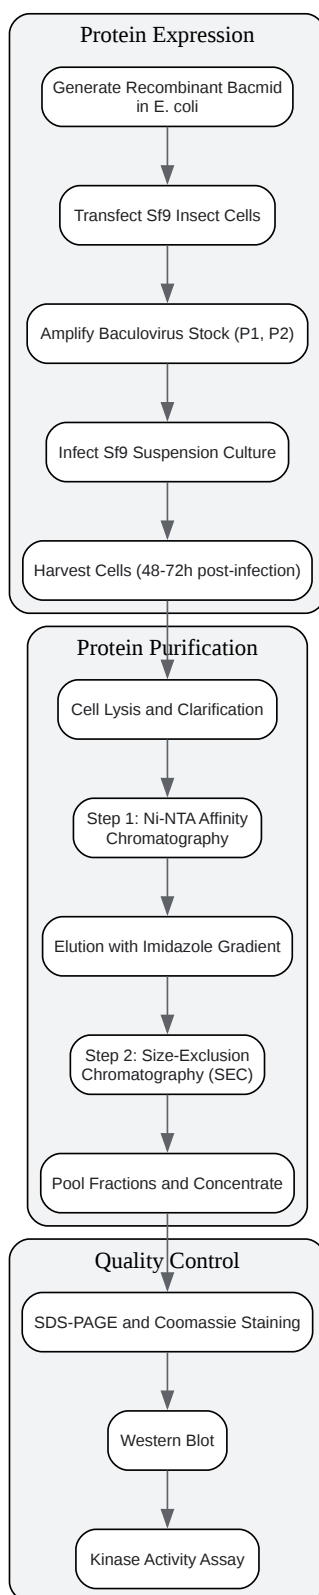 Protein Expression
Generate Recombinant Bacmid
in E. coli
Transfect Sf9 Insect Cells
Amplify Baculovirus Stock (P1, P2)
Infect Sf9 Suspension Culture
Harvest Cells (48-72h post-infection)
Protein Purification
Cell Lysis and Clarification
Step 1: Ni-NTA Affinity
Chromatography
Elution with Imidazole Gradient
Step 2: Size-Exclusion
Chromatography (SEC)
Pool Fractions and Concentrate
Quality Control
SDS-PAGE and Coomassie Staining
Western Blot
Kinase Activity Assay